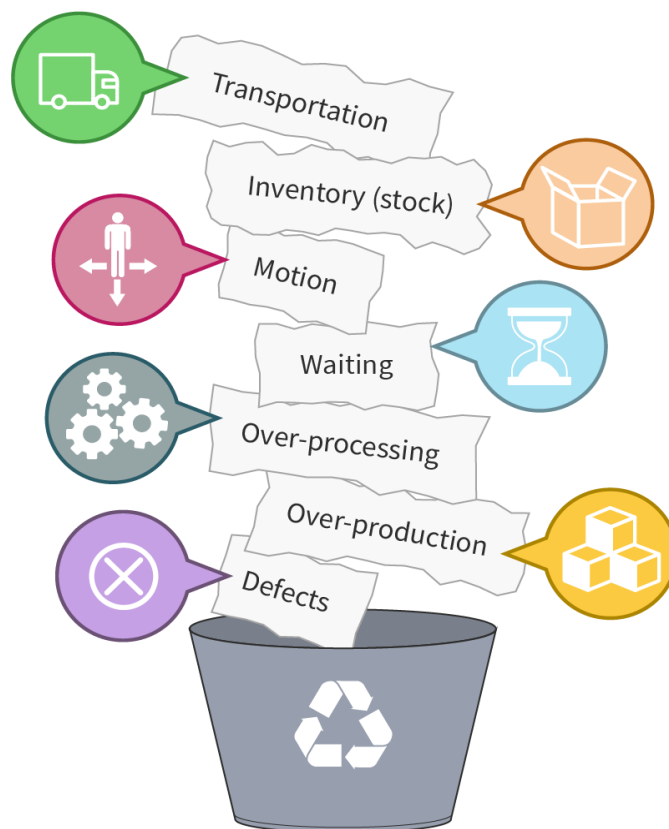 Transportation
Inventory (stock)
Motion
Waiting
Over-processing
Over-production
Defects